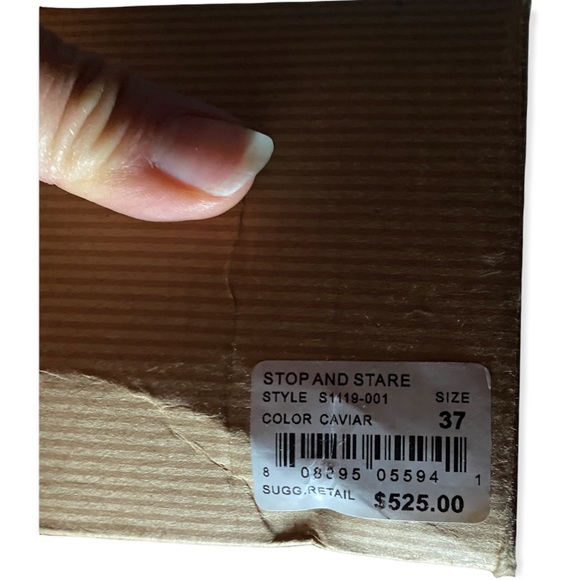 STOP AND STARE
STYLE S1119-001 SIZE
COLOR CAVIAR 37
8 08395 05594 1
SUGG.RETAIL $525.00